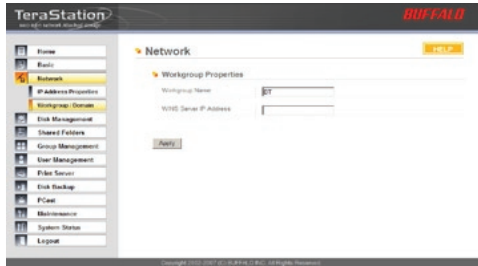 TeraStation
BUFFALO
Home
Basic
Network
IP Address Properties
Workgroup / Domain
Disk Management
Shared Folders
Group Management
User Management
Print Server
Disk Backup
PCast
Maintenance
System Status
Logout
Network
HELP
Workgroup Properties
Workgroup Name
WINS Server IP Address
Apply